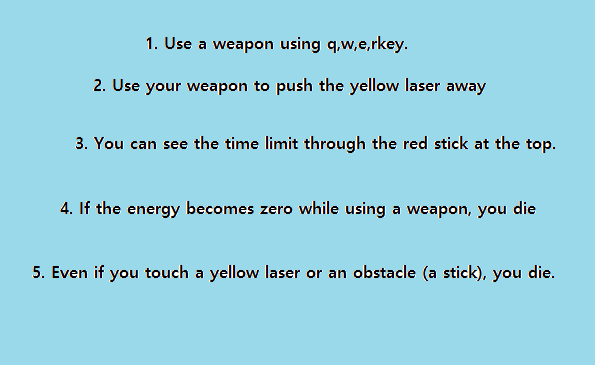 1. Use a weapon using q,w,e,rkey.
2. Use your weapon to push the yellow laser away
3. You can see the time limit through the red stick at the top.
4. If the energy becomes zero while using a weapon, you die
5. Even if you touch a yellow laser or an obstacle (a stick), you die.